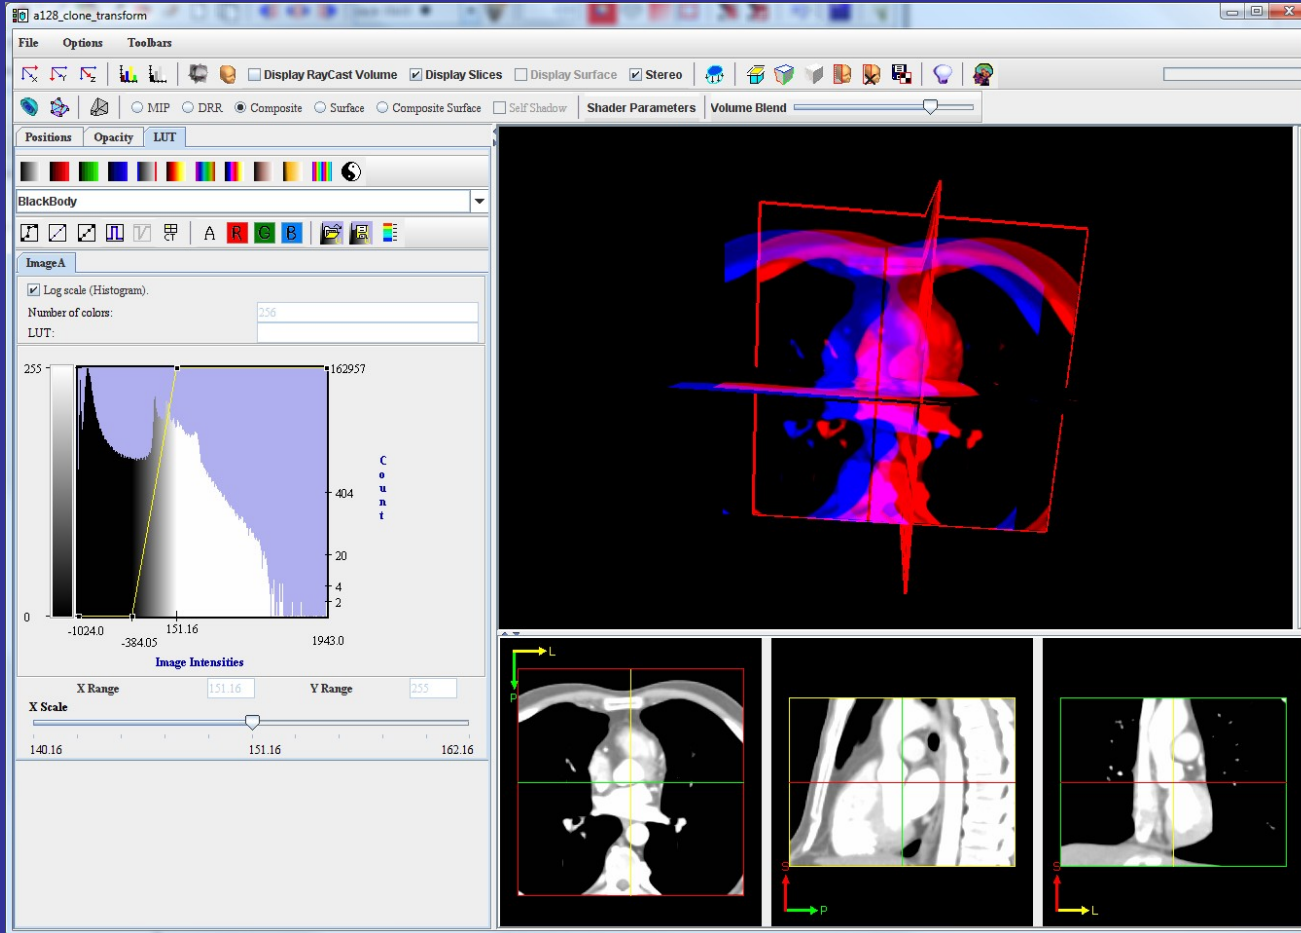 a128_clone_transform
File Options Toolbars
X Y Z Display RayCast Volume Display Slices Display Surface Stereo
MIP DRR Composite Surface Composite Surface Self Shadow Shader Parameters Volume Blend
Positions Opacity LUT
BlackBody
CT A R G B
ImageA
Log scale (Histogram).
Number of colors: 256
LUT:
255 162957
Count
404
20
4
2
0
-1024.0 -384.05 151.16 1943.0
Image Intensities
X Range 151.16 Y Range 255
X Scale
140.16 151.16 162.16
L
P
S
P
S
L